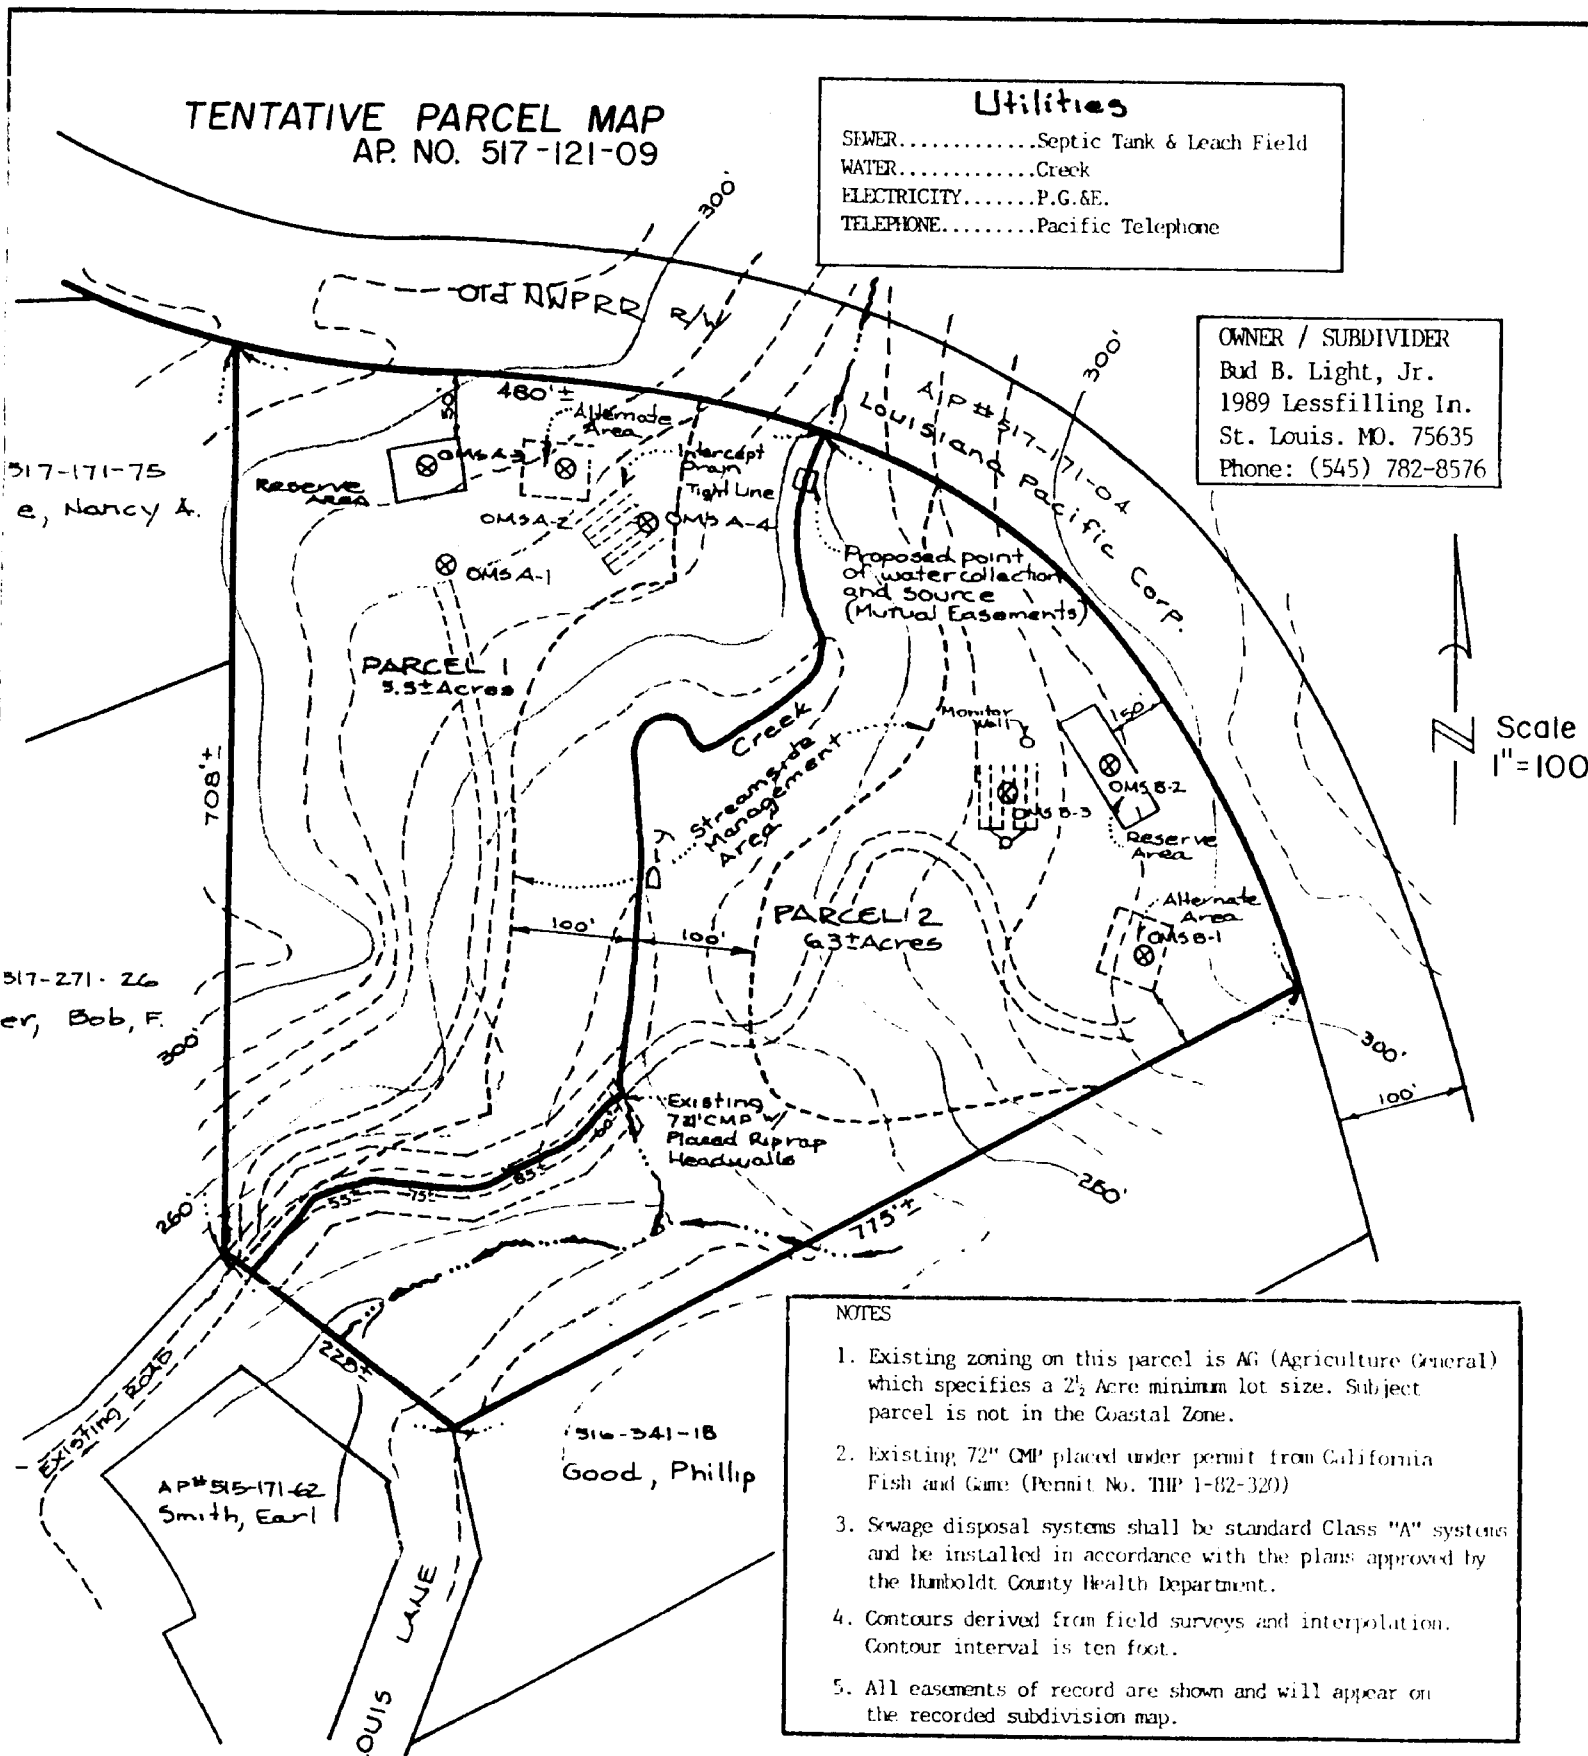 TENTATIVE PARCEL MAP
AP. NO. 517-121-09
Utilities
SEWER.............Septic Tank & Leach Field
WATER.............Creek
ELECTRICITY.......P.G.&E.
TELEPHONE.........Pacific Telephone
OWNER / SUBDIVIDER
Bud B. Light, Jr.
1989 Lessfilling In.
St. Louis. MO. 75635
Phone: (545) 782-8576
300'
Old NWPRR R/W
300'
480'±
50'
Alternate
Area
OMS A-3
Reserve
AREA
Intercept
Drain
Tight Line
OMS A-2
OMS A-4
OMS A-1
AP# 517-171-04
Louisiana Pacific Corp.
517-171-75
e, Nancy A.
Proposed point
of water collection
and source
(Mutual Easements)
PARCEL 1
5.5± Acres
708'±
Dry Creek
Streamside
Management
Area
Monitor
Well
150'
OMS B-2
OMS B-3
Reserve
Area
Scale
1"=100
N
100'
100'
PARCEL 2
6.3± Acres
Alternate
Area
OMS B-1
517-271-26
er, Bob, F.
300'
300'
100'
Existing
72" CMP w/
Placed Riprap
Headwalls
60'
85±
75±
55±
260'
260'
775'±
225±
EXISTING ROAD
AP# 515-171-62
Smith, Earl
516-341-18
Good, Phillip
LOUIS LANE
NOTES
1. Existing zoning on this parcel is AG (Agriculture General)
which specifies a 2½ Acre minimum lot size. Subject
parcel is not in the Coastal Zone.
2. Existing 72" CMP placed under permit from California
Fish and Game (Permit No. THP 1-82-320)
3. Sewage disposal systems shall be standard Class "A" systems
and be installed in accordance with the plans approved by
the Humboldt County Health Department.
4. Contours derived from field surveys and interpolation.
Contour interval is ten foot.
5. All easements of record are shown and will appear on
the recorded subdivision map.